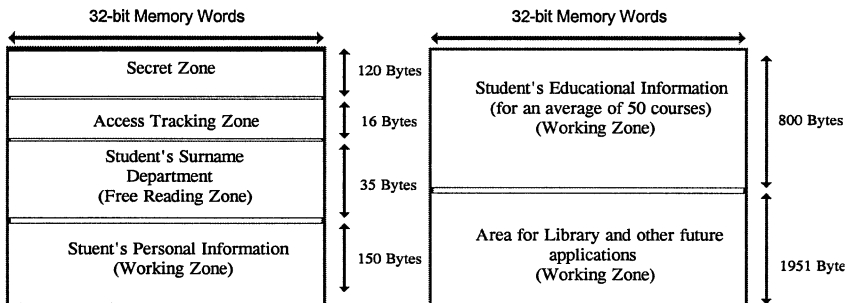 32-bit Memory Words
Secret Zone
120 Bytes
Access Tracking Zone
16 Bytes
Student's Surname
Department
(Free Reading Zone)
35 Bytes
Stuent's Personal Information
(Working Zone)
150 Bytes
32-bit Memory Words
Student's Educational Information
(for an average of 50 courses)
(Working Zone)
800 Bytes
Area for Library and other future
applications
(Working Zone)
1951 Byte